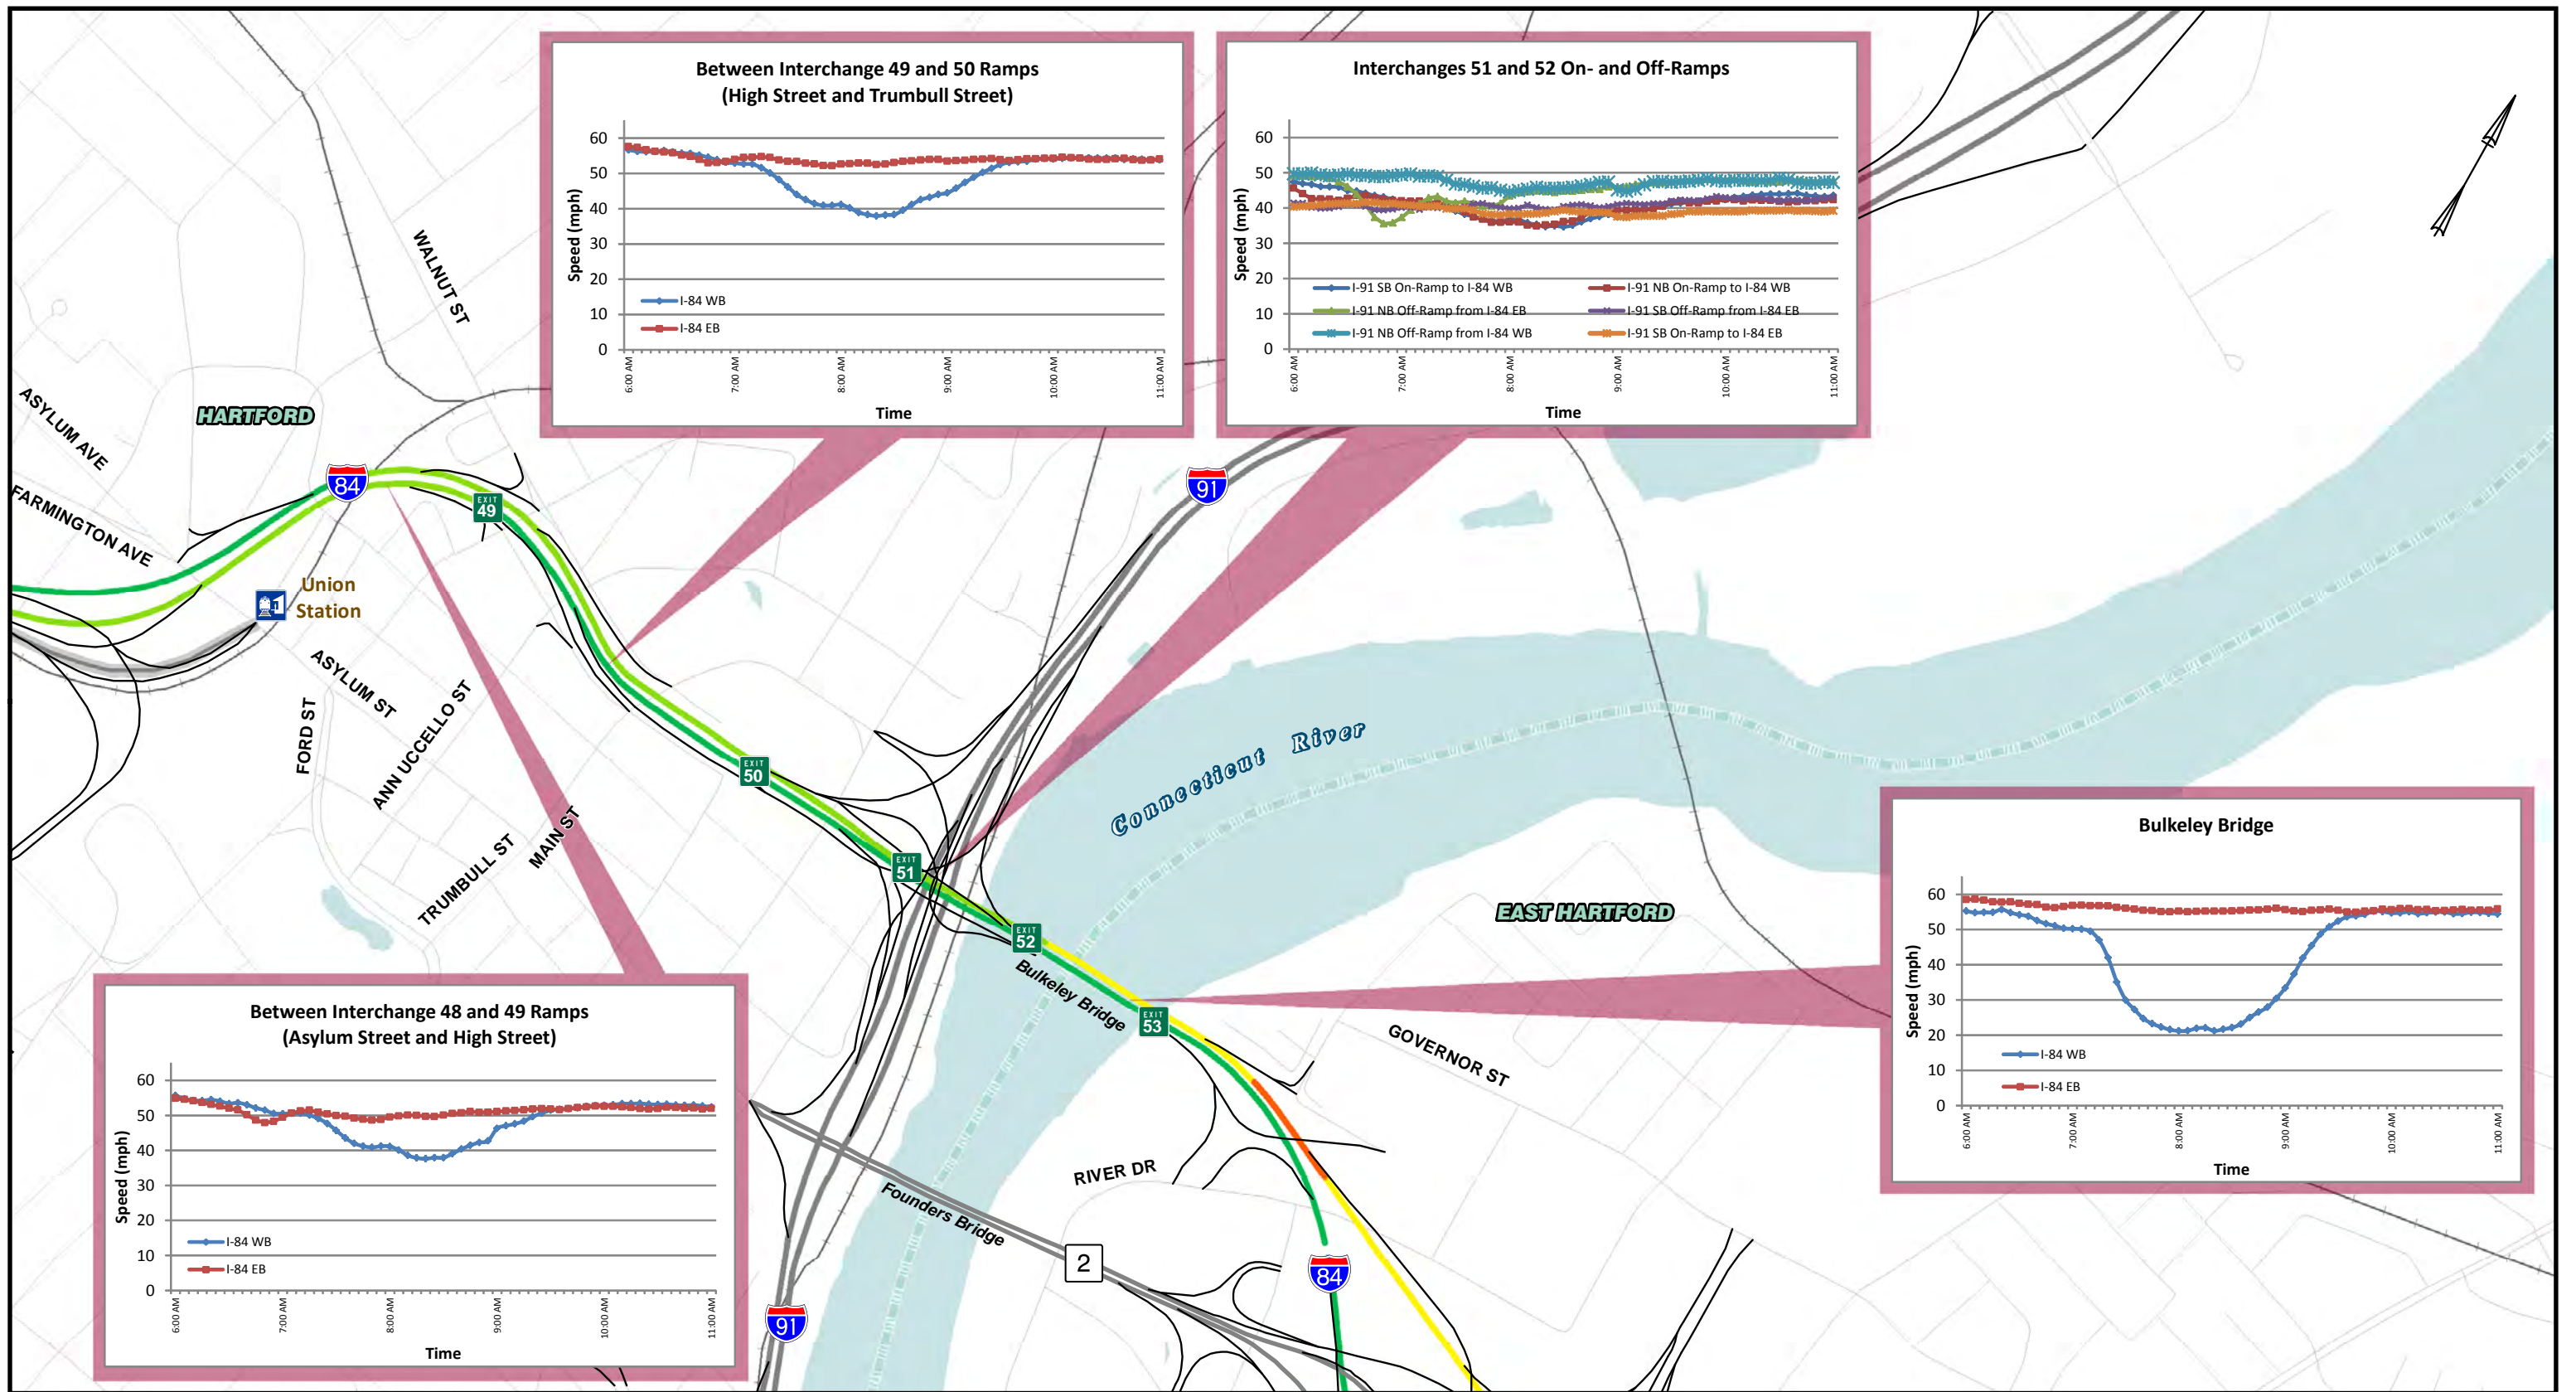 Between Interchange 49 and 50 Ramps
(High Street and Trumbull Street)
Speed (mph)
60
50
40
30
20
10
0
I-84 WB
I-84 EB
6:00 AM
7:00 AM
8:00 AM
9:00 AM
10:00 AM
11:00 AM
Time
Interchanges 51 and 52 On- and Off-Ramps
Speed (mph)
60
50
40
30
20
10
0
I-91 SB On-Ramp to I-84 WB
I-91 NB On-Ramp to I-84 WB
I-91 NB Off-Ramp from I-84 EB
I-91 SB Off-Ramp from I-84 EB
I-91 NB Off-Ramp from I-84 WB
I-91 SB On-Ramp to I-84 EB
6:00 AM
7:00 AM
8:00 AM
9:00 AM
10:00 AM
11:00 AM
Time
WALNUT ST
ASYLUM AVE
HARTFORD
FARMINGTON AVE
84
EXIT
49
91
Union
Station
ASYLUM ST
FORD ST
ANN UCCELLO ST
TRUMBULL ST
MAIN ST
EXIT
50
EXIT
51
EXIT
52
EXIT
53
Connecticut River
Bulkeley Bridge
EAST HARTFORD
GOVERNOR ST
RIVER DR
Founders Bridge
2
84
91
Bulkeley Bridge
Speed (mph)
60
50
40
30
20
10
0
I-84 WB
I-84 EB
6:00 AM
7:00 AM
8:00 AM
9:00 AM
10:00 AM
11:00 AM
Time
Between Interchange 48 and 49 Ramps
(Asylum Street and High Street)
Speed (mph)
60
50
40
30
20
10
0
I-84 WB
I-84 EB
6:00 AM
7:00 AM
8:00 AM
9:00 AM
10:00 AM
11:00 AM
Time